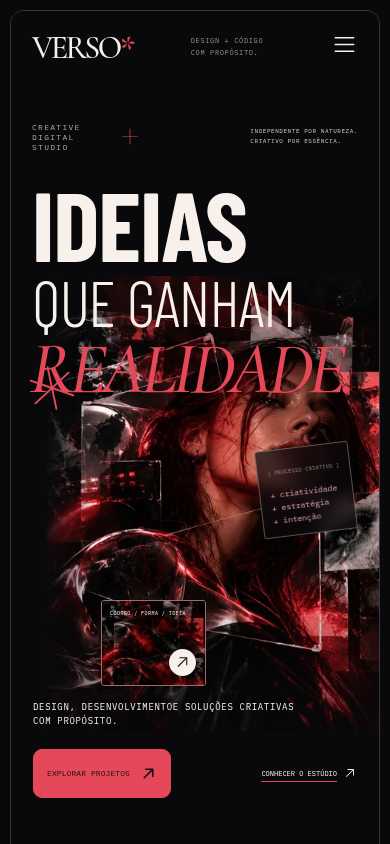 VERSO*
DESIGN + CÓDIGO
COM PROPÓSITO.
CREATIVE
DIGITAL
STUDIO
INDEPENDENTE POR NATUREZA.
CRIATIVO POR ESSÊNCIA.
IDEIAS
QUE GANHAM
REALIDADE
[ PROCESSO CRIATIVO ]
+ criatividade
+ estratégia
+ intenção
CÓDIGO / FORMA / IDEIA
DESIGN, DESENVOLVIMENTOE SOLUÇÕES CRIATIVAS
COM PROPÓSITO.
EXPLORAR PROJETOS
CONHECER O ESTÚDIO